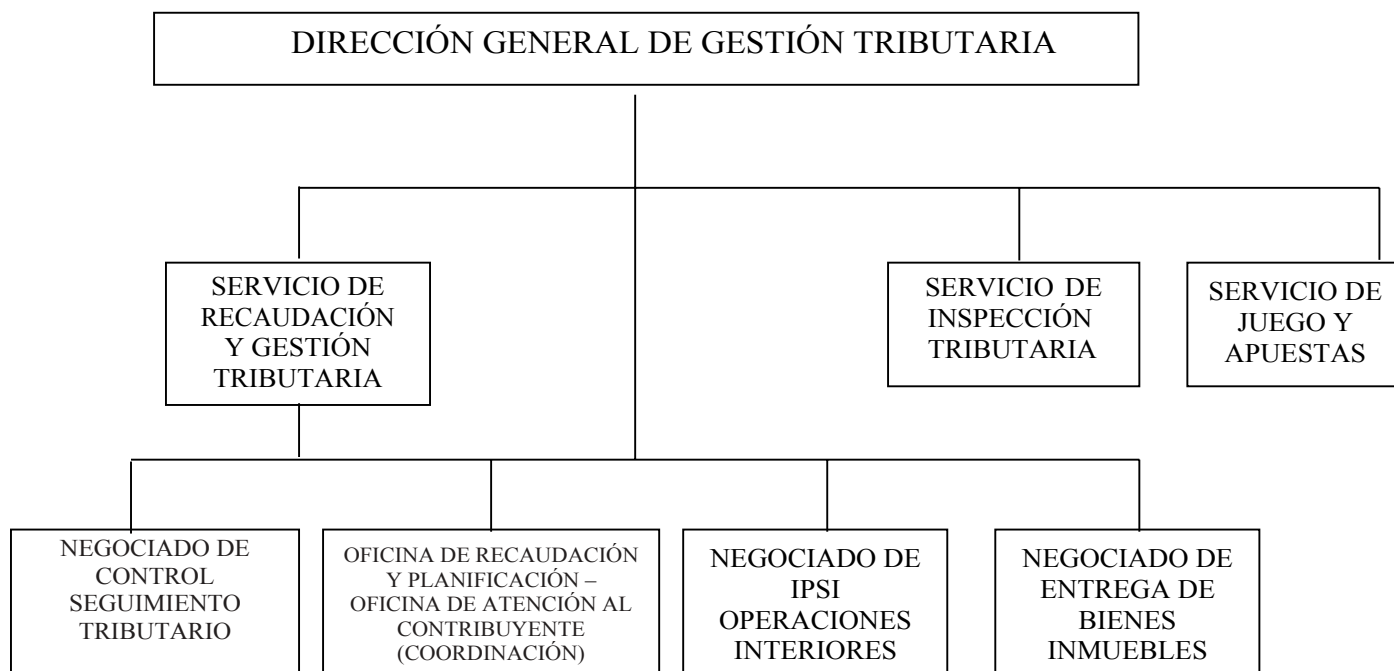 DIRECCIÓN GENERAL DE GESTIÓN TRIBUTARIA
SERVICIO DE
RECAUDACIÓN
Y GESTIÓN
TRIBUTARIA
SERVICIO DE
INSPECCIÓN
TRIBUTARIA
SERVICIO DE
JUEGO Y
APUESTAS
NEGOCIADO DE
CONTROL
SEGUIMIENTO
TRIBUTARIO
OFICINA DE RECAUDACIÓN
Y PLANIFICACIÓN –
OFICINA DE ATENCIÓN AL
CONTRIBUYENTE
(COORDINACIÓN)
NEGOCIADO DE
IPSI
OPERACIONES
INTERIORES
NEGOCIADO DE
ENTREGA DE
BIENES
INMUEBLES